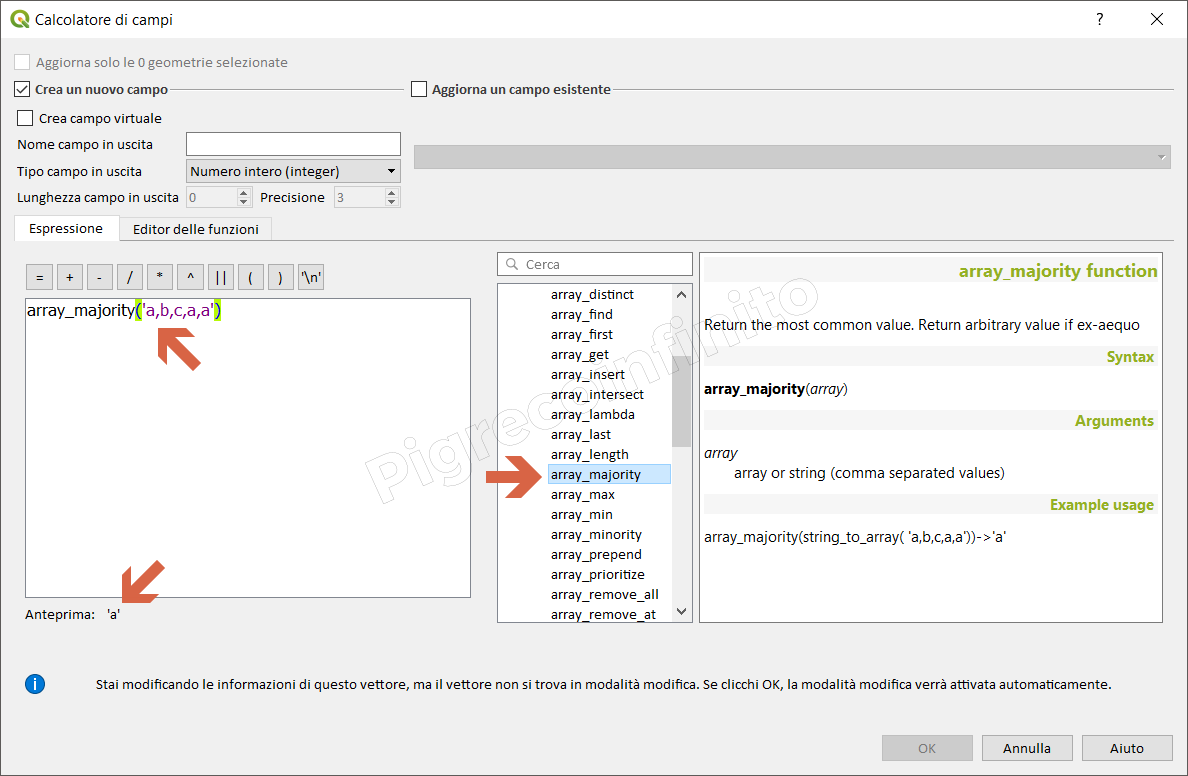 Calcolatore di campi
?
Aggiorna solo le 0 geometrie selezionate
Crea un nuovo campo
Aggiorna un campo esistente
Crea campo virtuale
Nome campo in uscita
Tipo campo in uscita Numero intero (integer)
Lunghezza campo in uscita 0 Precisione 3
Espressione Editor delle funzioni
= + - / * ^ || ( ) '\n'
array_majority('a,b,c,a,a')
Anteprima: 'a'
Cerca
array_distinct
array_find
array_first
array_get
array_insert
array_intersect
array_lambda
array_last
array_length
array_majority
array_max
array_min
array_minority
array_prepend
array_prioritize
array_remove_all
array_remove_at
array_majority function
Return the most common value. Return arbitrary value if ex-aequo
Syntax
array_majority(array)
Arguments
array
array or string (comma separated values)
Example usage
array_majority(string_to_array( 'a,b,c,a,a'))->'a'
Pigrecoinfinito
Stai modificando le informazioni di questo vettore, ma il vettore non si trova in modalità modifica. Se clicchi OK, la modalità modifica verrà attivata automaticamente.
OK Annulla Aiuto